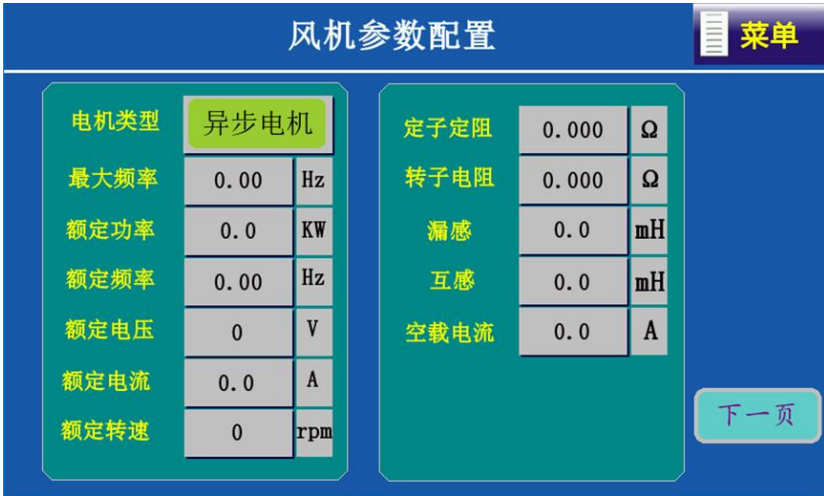 风机参数配置
菜单
电机类型 异步电机
最大频率 0.00 Hz
额定功率 0.0 KW
额定频率 0.00 Hz
额定电压 0 V
额定电流 0.0 A
额定转速 0 rpm
定子定阻 0.000 Ω
转子电阻 0.000 Ω
漏感 0.0 mH
互感 0.0 mH
空载电流 0.0 A
下一页